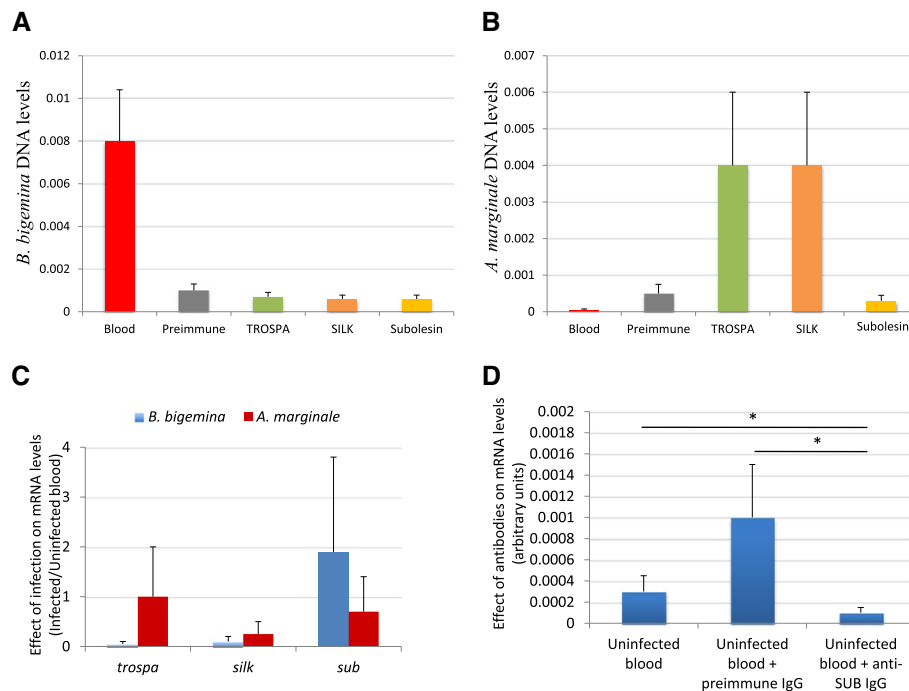 A
B. bigemina DNA levels
0.012
0.01
0.008
0.006
0.004
0.002
0
Blood Preimmune TROSPA SILK Subolesin
B
A. marginale DNA levels
0.007
0.006
0.005
0.004
0.003
0.002
0.001
0
Blood Preimmune TROSPA SILK Subolesin
C
B. bigemina A. marginale
Effect of infection on mRNA levels
(Infected/Uninfected blood)
4
3
2
1
0
trospa silk sub
D
Effect of antibodies on mRNA levels
(arbitrary units)
0.002
0.0018
0.0016
0.0014
0.0012
0.001
0.0008
0.0006
0.0004
0.0002
0
*
*
Uninfected
blood
Uninfected
blood +
preimmune IgG
Uninfected
blood + anti-
SUB IgG